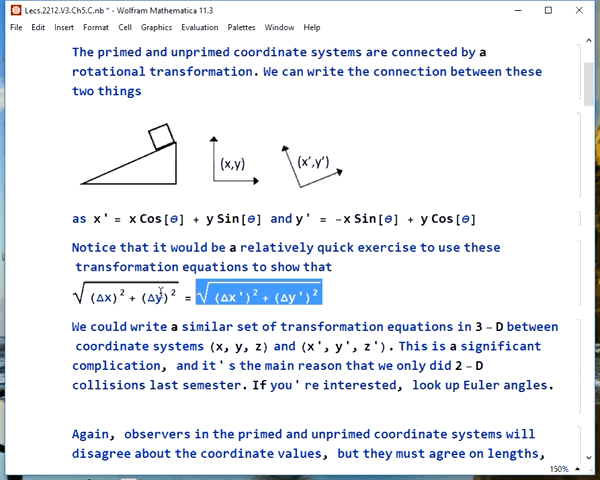 Lecs.2212.V3.Ch5.C.nb * - Wolfram Mathematica 11.3
File Edit Insert Format Cell Graphics Evaluation Palettes Window Help
The primed and unprimed coordinate systems are connected by a
rotational transformation. We can write the connection between these
two things
(x,y) (x',y')
as x' = x Cos[θ] + y Sin[θ] and y' = -x Sin[θ] + y Cos[θ]
Notice that it would be a relatively quick exercise to use these
transformation equations to show that
√((Δx)² + (Δy)²) = √((Δx')² + (Δy')²)
We could write a similar set of transformation equations in 3 - D between
coordinate systems (x, y, z) and (x', y', z'). This is a significant
complication, and it's the main reason that we only did 2 - D
collisions last semester. If you're interested, look up Euler angles.
Again, observers in the primed and unprimed coordinate systems will
disagree about the coordinate values, but they must agree on lengths,
150%